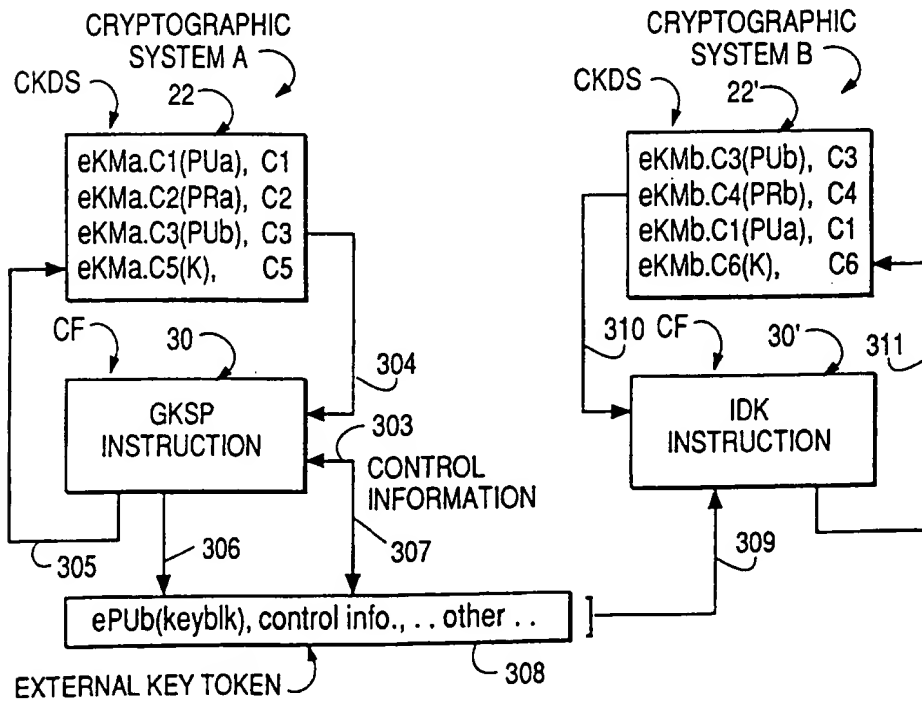 CRYPTOGRAPHIC
SYSTEM A
CKDS
22
eKMa.C1(PUa), C1
eKMa.C2(PRa), C2
eKMa.C3(PUb), C3
eKMa.C5(K), C5
CF
30
304
GKSP
INSTRUCTION
303
CONTROL
INFORMATION
305
306
307
ePUb(keyblk), control info., . . other . .
EXTERNAL KEY TOKEN
308
CRYPTOGRAPHIC
SYSTEM B
CKDS
22'
eKMb.C3(PUb), C3
eKMb.C4(PRb), C4
eKMb.C1(PUa), C1
eKMb.C6(K), C6
310
CF
30'
311
IDK
INSTRUCTION
309